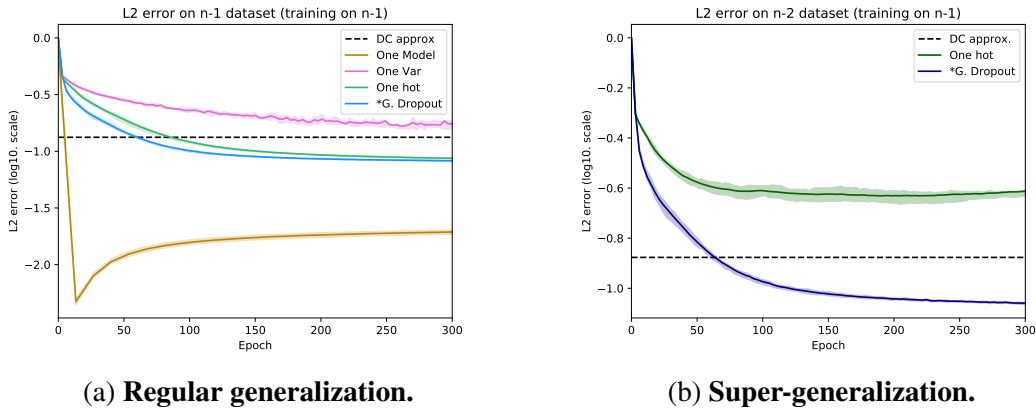 L2 error on n-1 dataset (training on n-1)
L2 error (log10. scale)
0.0
−0.5
−1.0
−1.5
−2.0
DC approx
One Model
One Var
One hot
*G. Dropout
0 50 100 150 200 250 300
Epoch
(a) Regular generalization.
L2 error on n-2 dataset (training on n-1)
L2 error (log10. scale)
0.0
−0.2
−0.4
−0.6
−0.8
−1.0
DC approx.
One hot
*G. Dropout
0 50 100 150 200 250 300
Epoch
(b) Super-generalization.